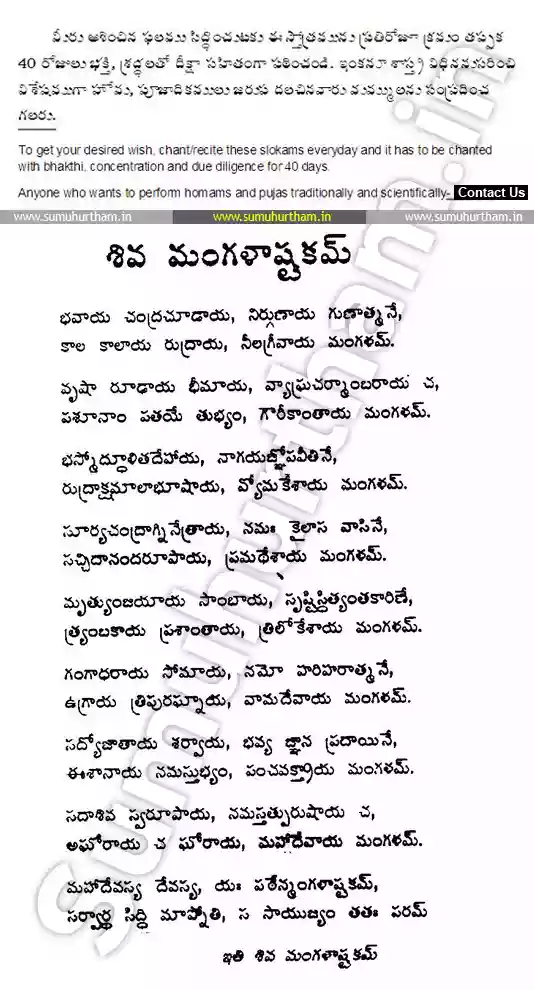 మీరు ఆశించిన ఫలము సిద్ధించుటకు ఈ స్తోత్రమును ప్రతిరోజూ క్రమం తప్పక
40 రోజులు భక్తి, శ్రద్ధలతో దీక్షా సహితంగా పఠించండి. ఇంకనూ శాస్త్ర విధిననుసరించి
విశేషముగా హోమ, పూజాదికములు జరుప దలచినవారు మమ్ములను సంప్రదించ
గలరు.
To get your desired wish, chant/recite these slokams everyday and it has to be chanted
with bhakthi, concentration and due diligence for 40 days.
Anyone who wants to perform homams and pujas traditionally and scientifically- Contact Us
www.sumuhurtham.in www.sumuhurtham.in www.sumuhurtham.in
శివ మంగళాష్టకమ్
భవాయ చంద్రచూడాయ, నిర్గుణాయ గుణాత్మనే,
కాల కాలాయ రుద్రాయ, నీలగ్రీవాయ మంగళమ్.
వృషా రూఢాయ భీమాయ, వ్యాఘ్రచర్మాంబరాయ చ,
పశూనాం పతయే తుభ్యం, గౌరీకాంతాయ మంగళమ్.
భస్మోద్ధూళితదేహాయ, నాగయజ్ఞోపవీతినే,
రుద్రాక్షమాలాభూషాయ, వ్యోమకేశాయ మంగళమ్.
సూర్యచంద్రాగ్నినేత్రాయ, నమః కైలాస వాసినే,
సచ్చిదానందరూపాయ, ప్రమథేశాయ మంగళమ్.
మృత్యుంజయాయ సాంబాయ, సృష్టిస్థిత్యంతకారిణే,
త్ర్యంబకాయ ప్రశాంతాయ, త్రిలోకేశాయ మంగళమ్.
గంగాధరాయ సోమాయ, నమో హరిహరాత్మనే,
ఉగ్రాయ త్రిపురఘ్నాయ, వామదేవాయ మంగళమ్.
సద్యోజాతాయ శర్వాయ, భవ్య జ్ఞాన ప్రదాయినే,
ఈశానాయ నమస్తుభ్యం, పంచవక్త్రాయ మంగళమ్.
సదాశివ స్వరూపాయ, నమస్తత్పురుషాయ చ,
అఘోరాయ చ ఘోరాయ, మహాదేవాయ మంగళమ్.
మహాదేవస్య దేవస్య, యః పఠేన్మంగళాష్టకమ్,
సర్వార్థ సిద్ధి మాప్నోతి, స సాయుజ్యం తతః పరమ్
ఇతి శివ మంగళాష్టకమ్
sumuhurtham.in